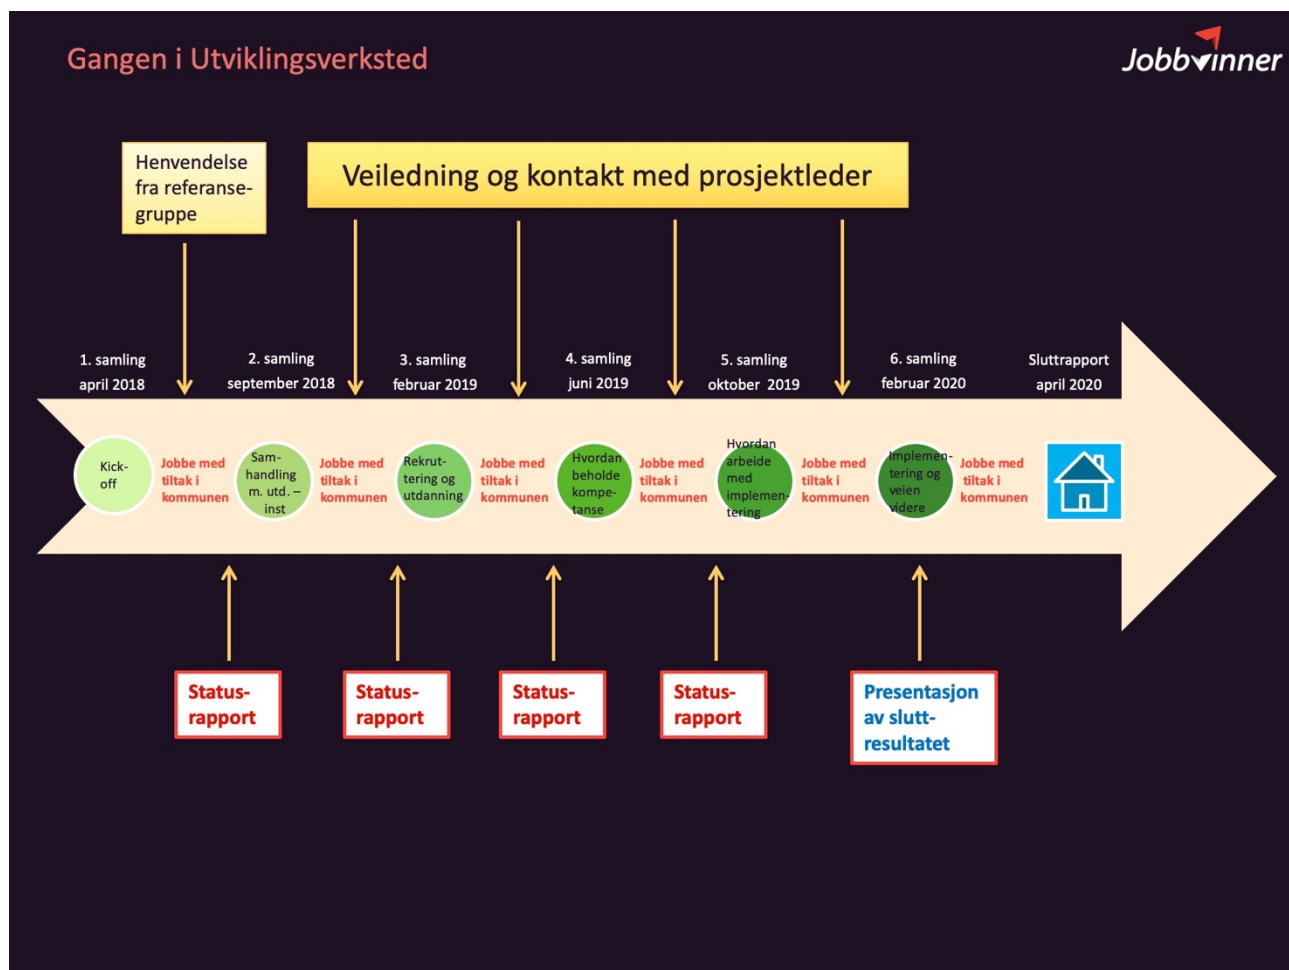 Gangen i Utviklingsverksted
Jobbvinner
Henvendelse
fra referanse-
gruppe
Veiledning og kontakt med prosjektleder
1. samling
april 2018
2. samling
september 2018
3. samling
februar 2019
4. samling
juni 2019
5. samling
oktober 2019
6. samling
februar 2020
Sluttrapport
april 2020
Kick-
off
Jobbe med
tiltak i
kommunen
Sam-
handling
m. utd. –
inst
Jobbe med
tiltak i
kommunen
Rekrut-
tering og
utdanning
Jobbe med
tiltak i
kommunen
Hvordan
beholde
kompe-
tanse
Jobbe med
tiltak i
kommunen
Hvordan
arbeide
med
implemen-
tering
Jobbe med
tiltak i
kommunen
Implemen-
tering og
veien
videre
Jobbe med
tiltak i
kommunen
Status-
rapport
Status-
rapport
Status-
rapport
Status-
rapport
Presentasjon
av slutt-
resultatet